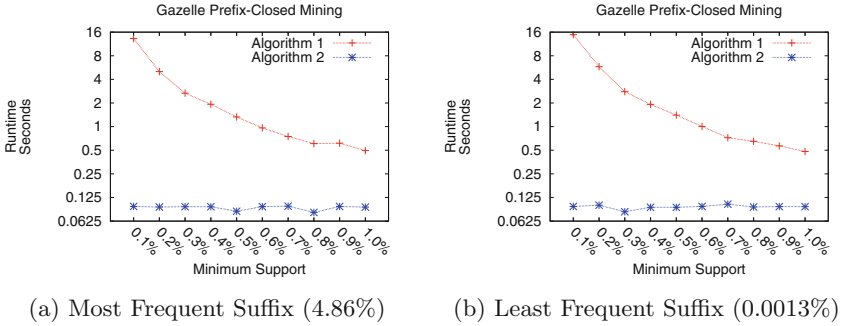 Gazelle Prefix-Closed Mining
16
8
4
2
1
0.5
0.25
0.125
0.0625
Runtime
Seconds
Algorithm 1
Algorithm 2
0.1%
0.2%
0.3%
0.4%
0.5%
0.6%
0.7%
0.8%
0.9%
1.0%
Minimum Support
(a) Most Frequent Suffix (4.86%)
Gazelle Prefix-Closed Mining
16
8
4
2
1
0.5
0.25
0.125
0.0625
Runtime
Seconds
Algorithm 1
Algorithm 2
0.1%
0.2%
0.3%
0.4%
0.5%
0.6%
0.7%
0.8%
0.9%
1.0%
Minimum Support
(b) Least Frequent Suffix (0.0013%)